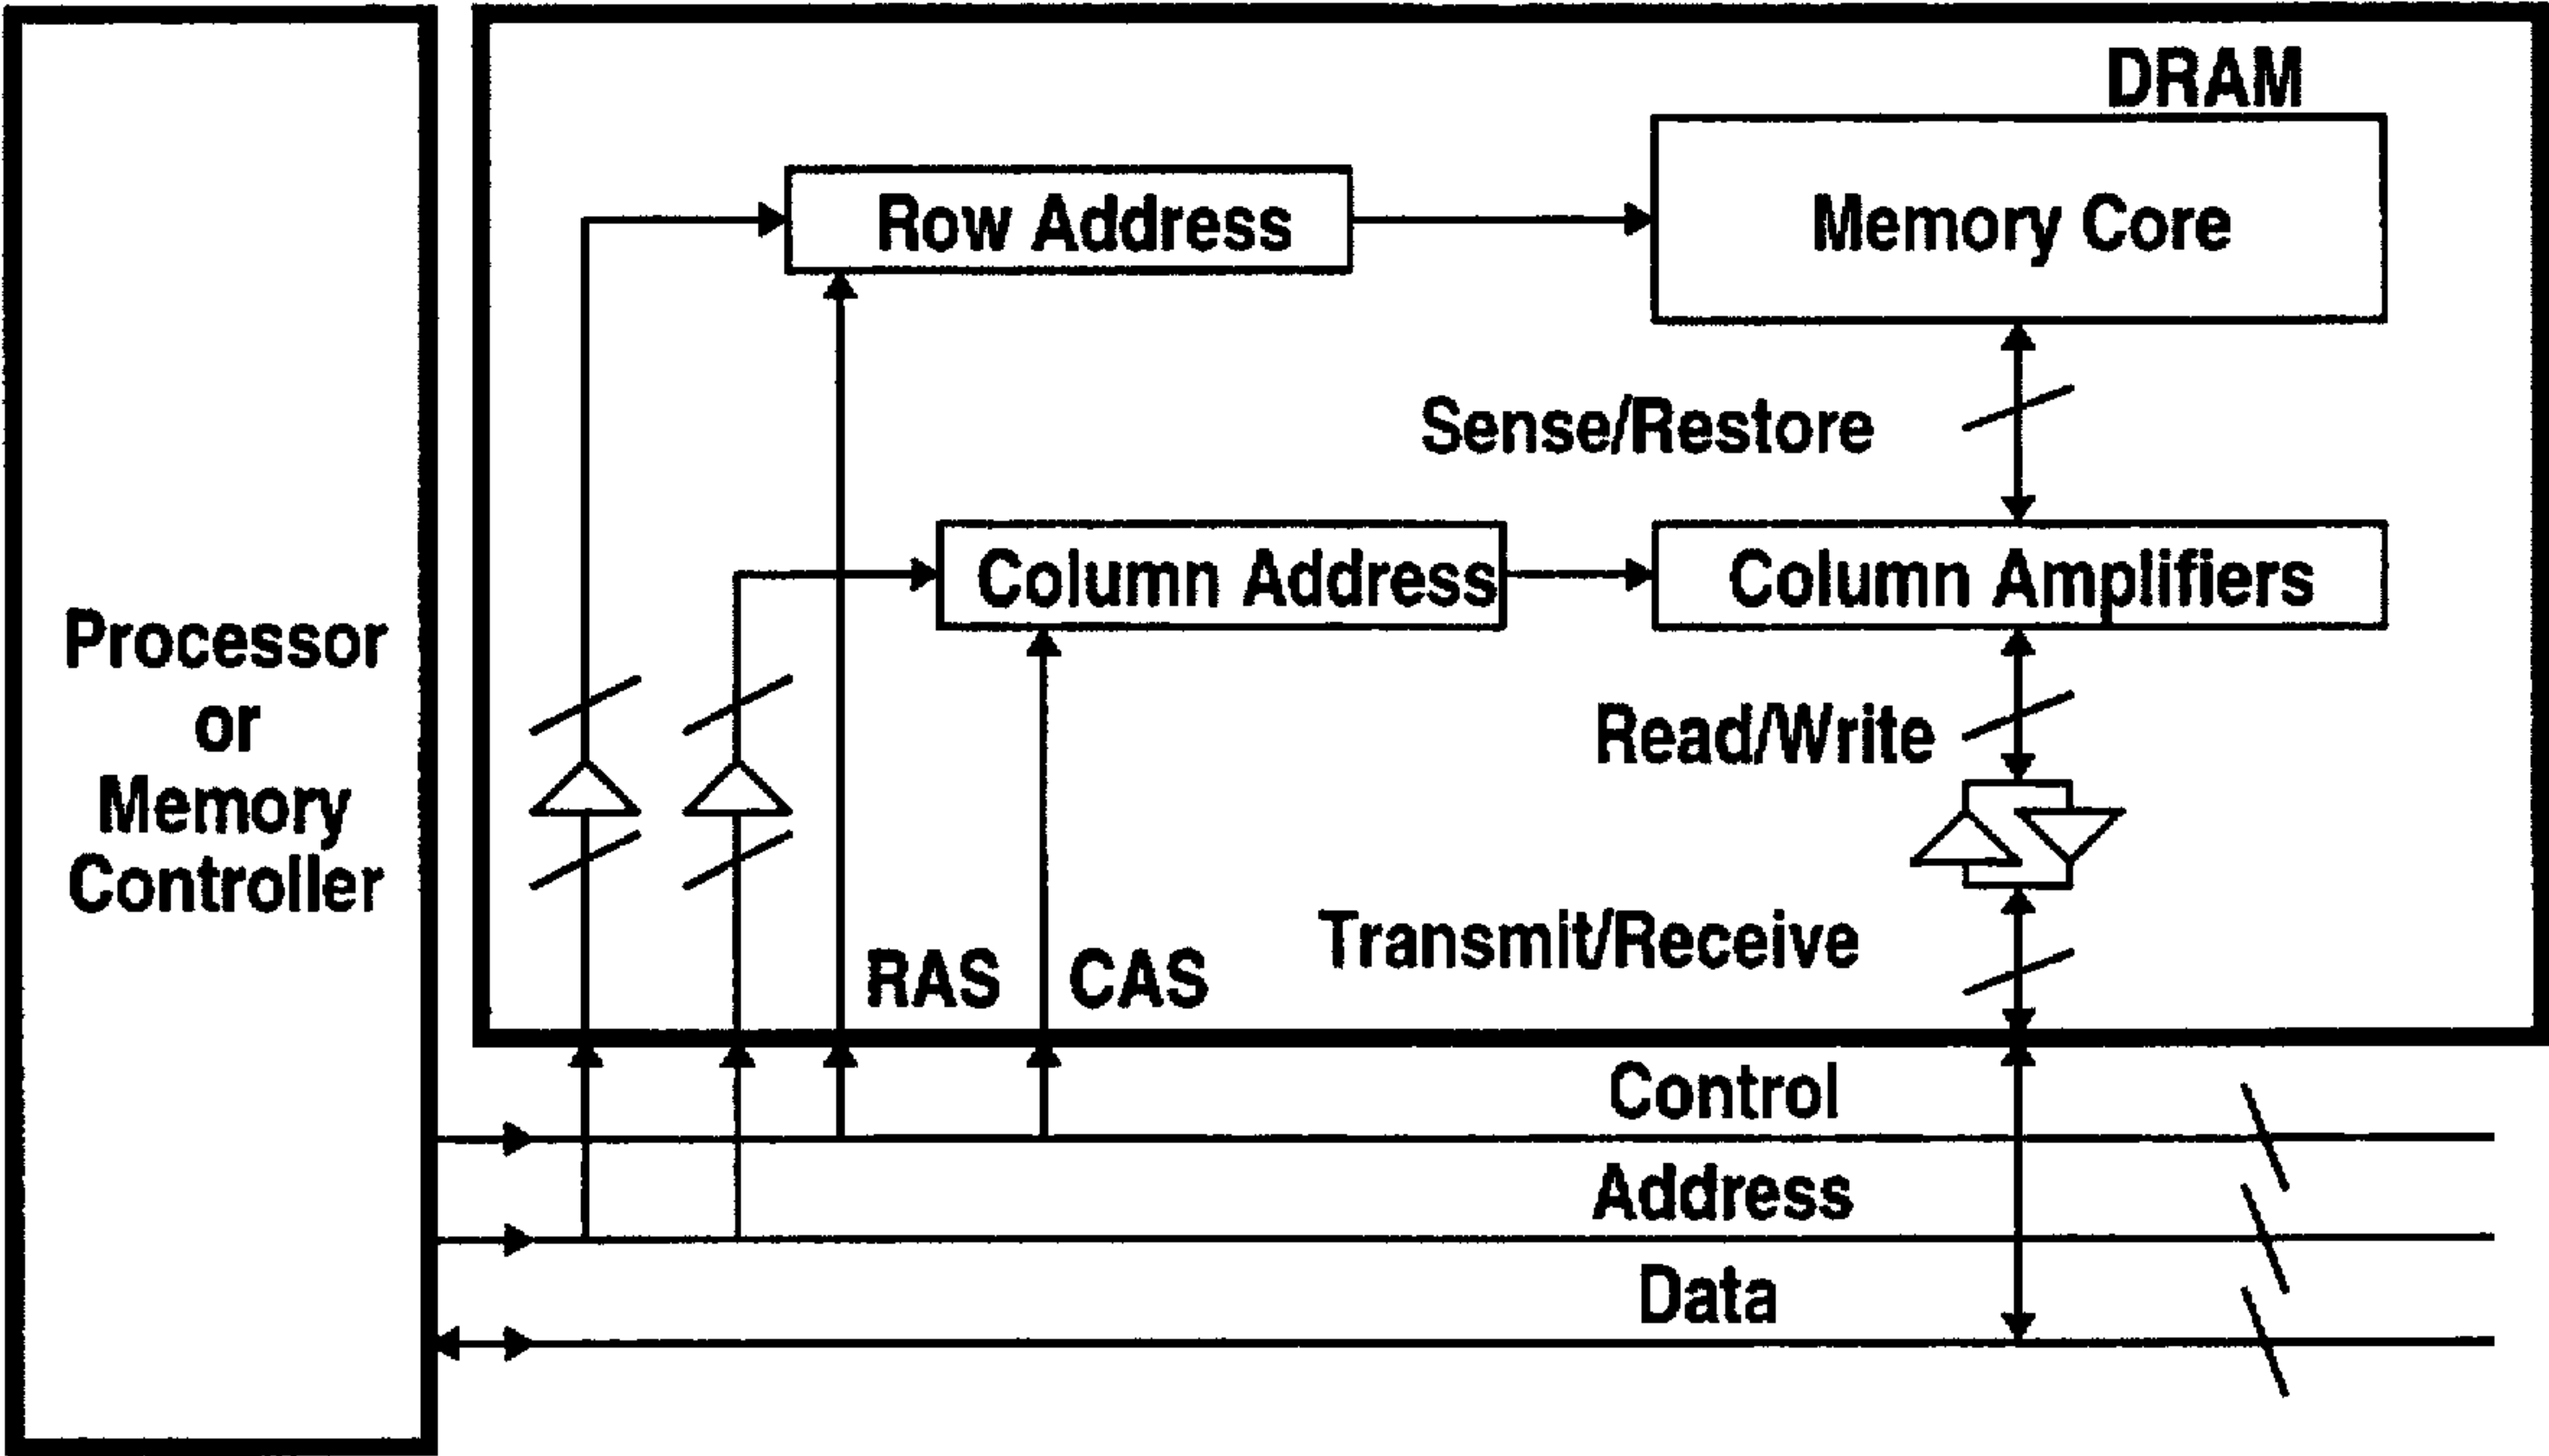 DRAM
Row Address
Memory Core
Sense/Restore
Column Address
Column Amplifiers
Processor
or
Memory
Controller
Read/Write
Transmit/Receive
RAS
CAS
Control
Address
Data